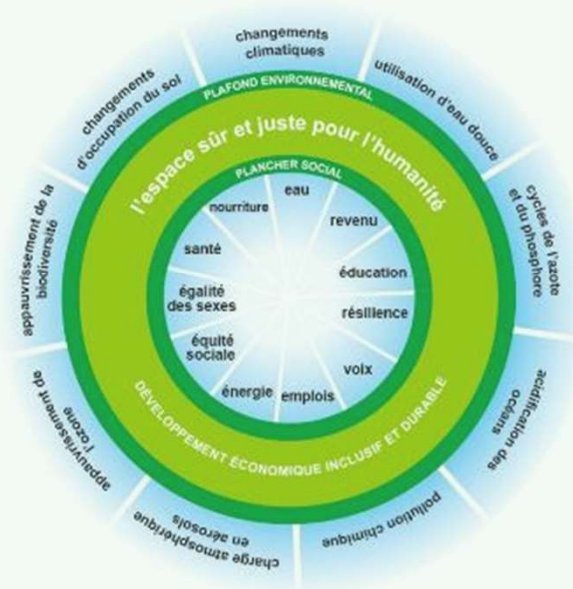 changements
climatiques
utilisation d'eau douce
cycles de l'azote
et du phosphore
acidification des
océans
pollution chimique
charge atmosphérique
en aérosols
appauvrissement de
l'ozone
appauvrissement de la
biodiversité
changements
d'occupation du sol
PLAFOND ENVIRONNEMENTAL
l'espace sûr et juste pour l'humanité
PLANCHER SOCIAL
eau
revenu
éducation
résilience
voix
emplois
énergie
équité
sociale
égalité
des sexes
santé
nourriture
DÉVELOPPEMENT ÉCONOMIQUE INCLUSIF ET DURABLE